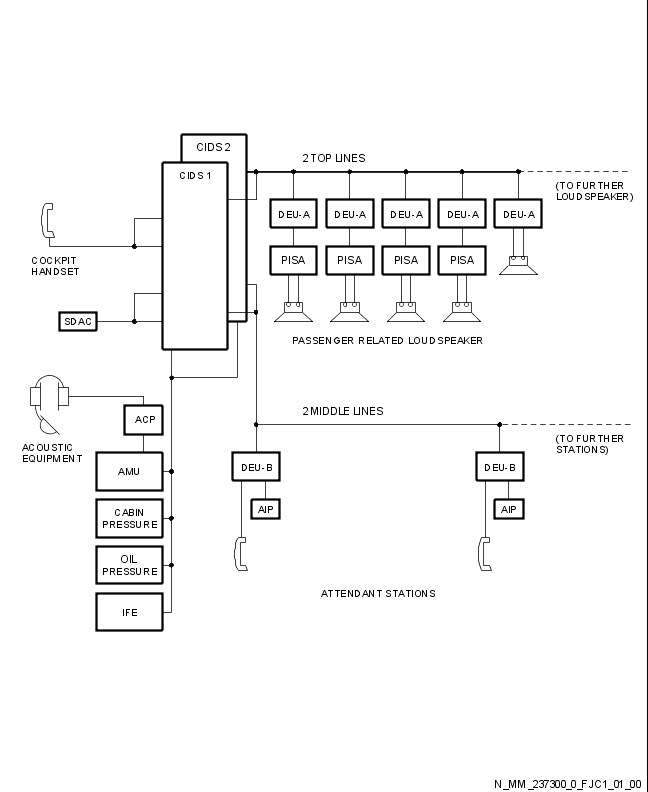 CIDS 2
CIDS 1
2 TOP LINES
(TO FURTHER
LOUDSPEAKER)
DEU-A
DEU-A
DEU-A
DEU-A
DEU-A
PISA
PISA
PISA
PISA
COCKPIT
HANDSET
SDAC
PASSENGER RELATED LOUDSPEAKER
2 MIDDLE LINES
(TO FURTHER
STATIONS)
ACP
ACOUSTIC
EQUIPMENT
AMU
DEU-B
DEU-B
AIP
AIP
CABIN
PRESSURE
OIL
PRESSURE
IFE
ATTENDANT STATIONS
N_MM_237300_0_FJC1_01_00